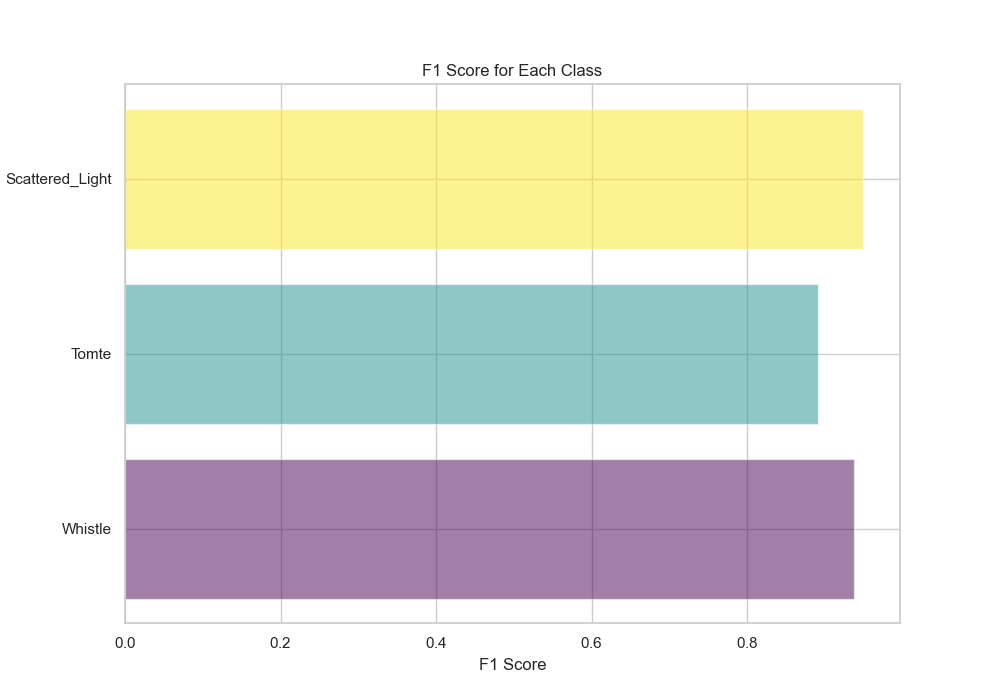 F1 Score for Each Class
Scattered_Light
Tomte
Whistle
0.0 0.2 0.4 0.6 0.8
F1 Score